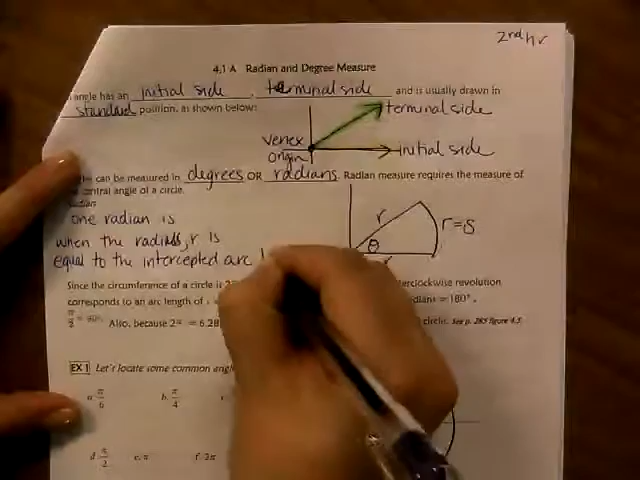 2nd hr
4.1 A Radian and Degree Measure
angle has an initial side , terminal side and is usually drawn in
standard position, as shown below:
terminal side
vertex
origin
initial side
can be measured in degrees OR radians. Radian measure requires the measure of
central angle of a circle.
one radian is
when the radius, r is
equal to the intercepted arc
r
θ
r=s
Since the circumference of a circle is
counterclockwise revolution
corresponds to an arc length of
radians = 180°.
π/2 = 90°. Also, because 2π = 6.28
circle. See p. 283 figure 4.5
EX 1 Let's locate some common
a. π/6 b. π/4
d. π/2 e. π f. 2π